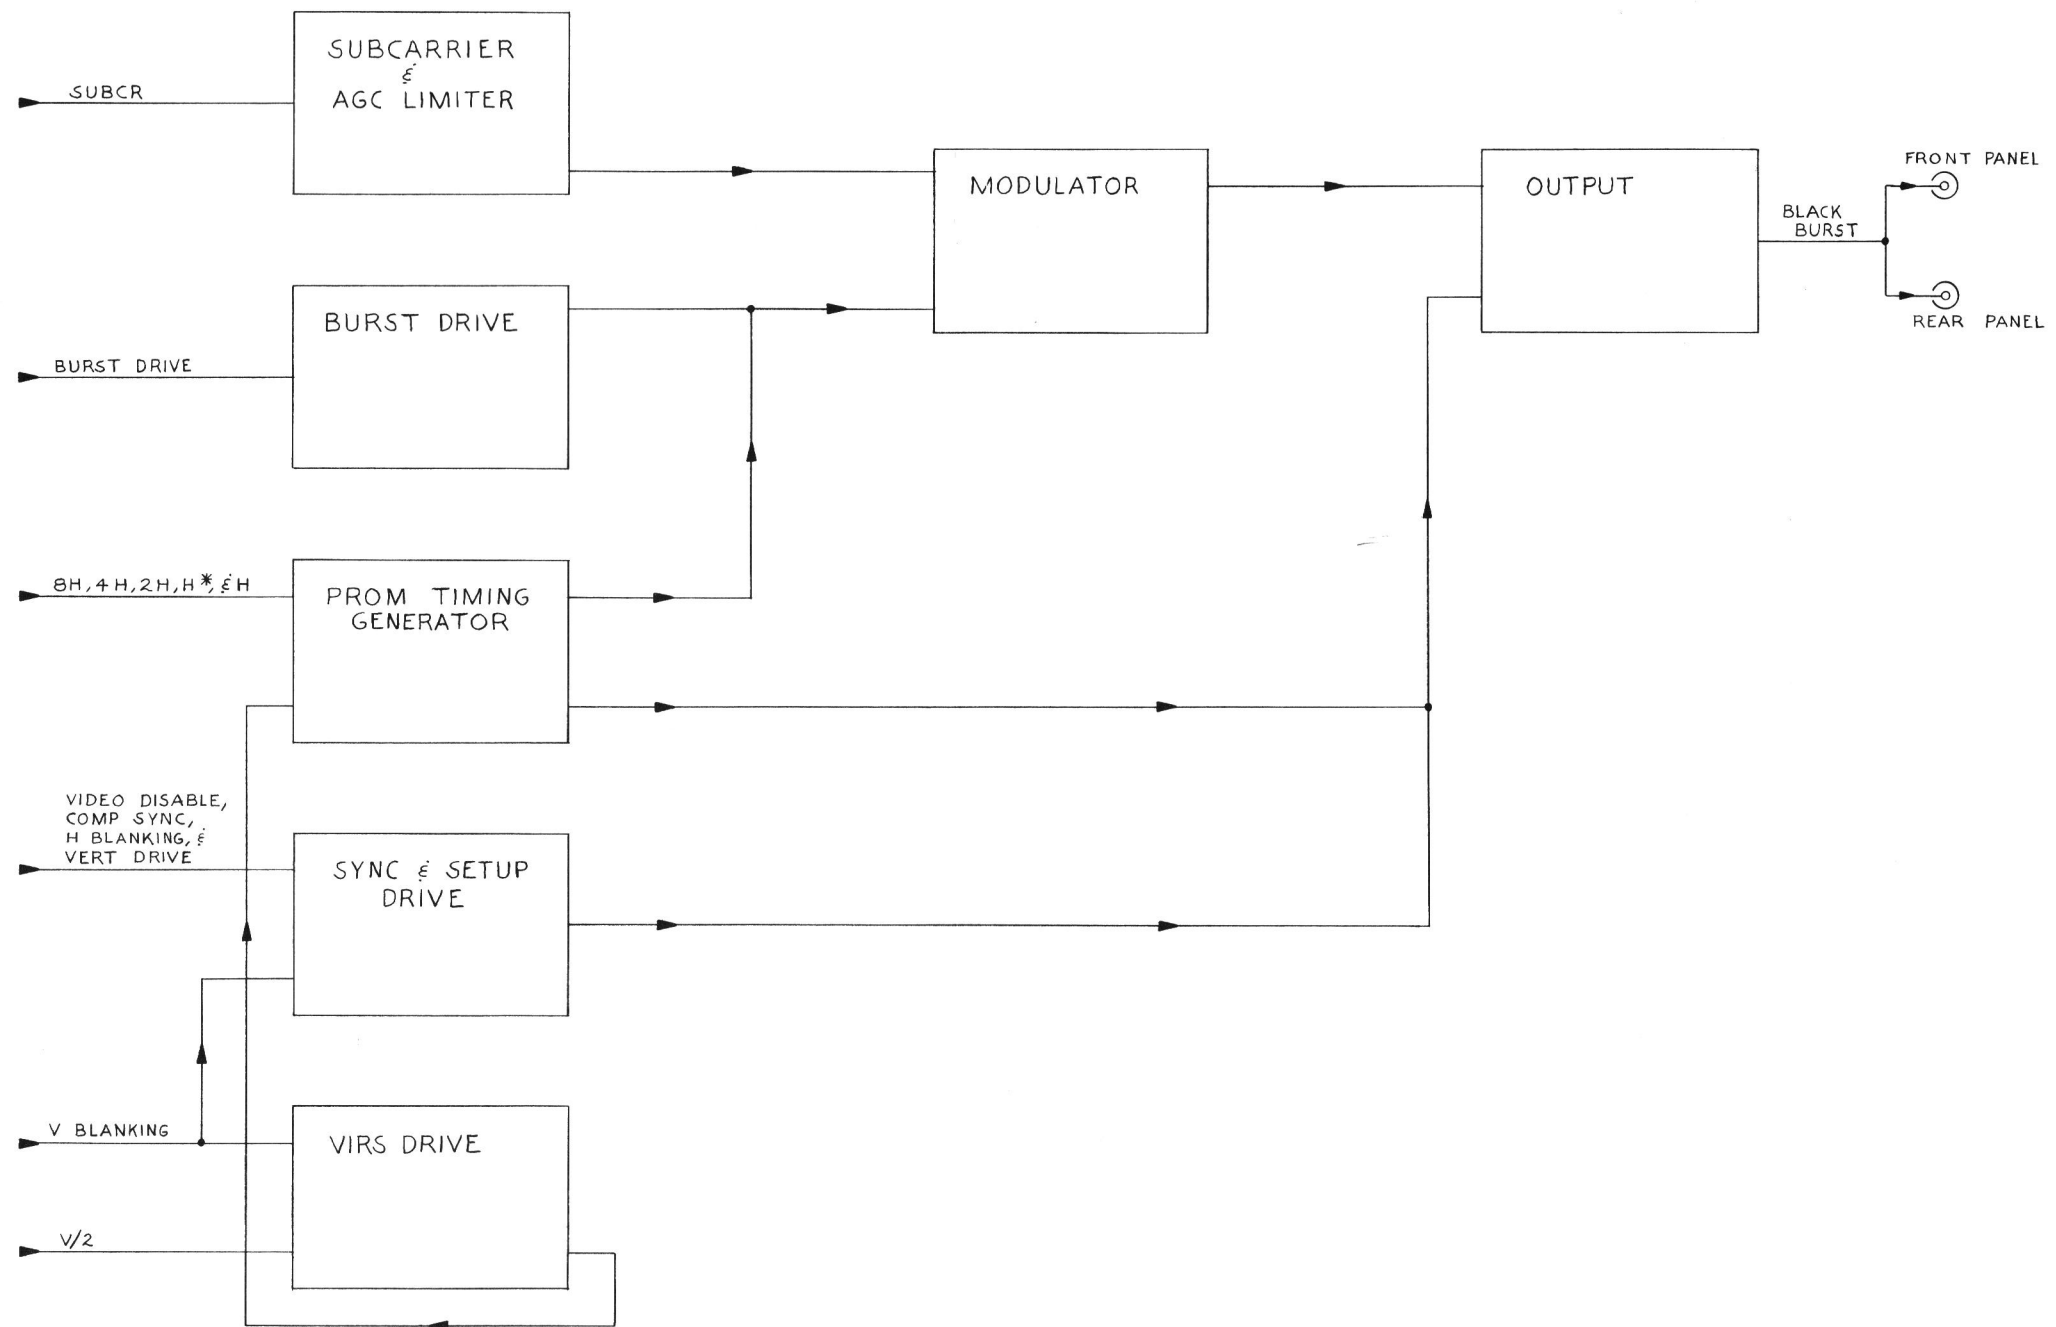 SUBCARRIER
&
AGC LIMITER
SUBCR
MODULATOR
OUTPUT
FRONT PANEL
BLACK
BURST
REAR PANEL
BURST DRIVE
BURST DRIVE
8H, 4H, 2H, H*, & H
PROM TIMING
GENERATOR
VIDEO DISABLE,
COMP SYNC,
H BLANKING, &
VERT DRIVE
SYNC & SETUP
DRIVE
V BLANKING
VIRS DRIVE
V/2